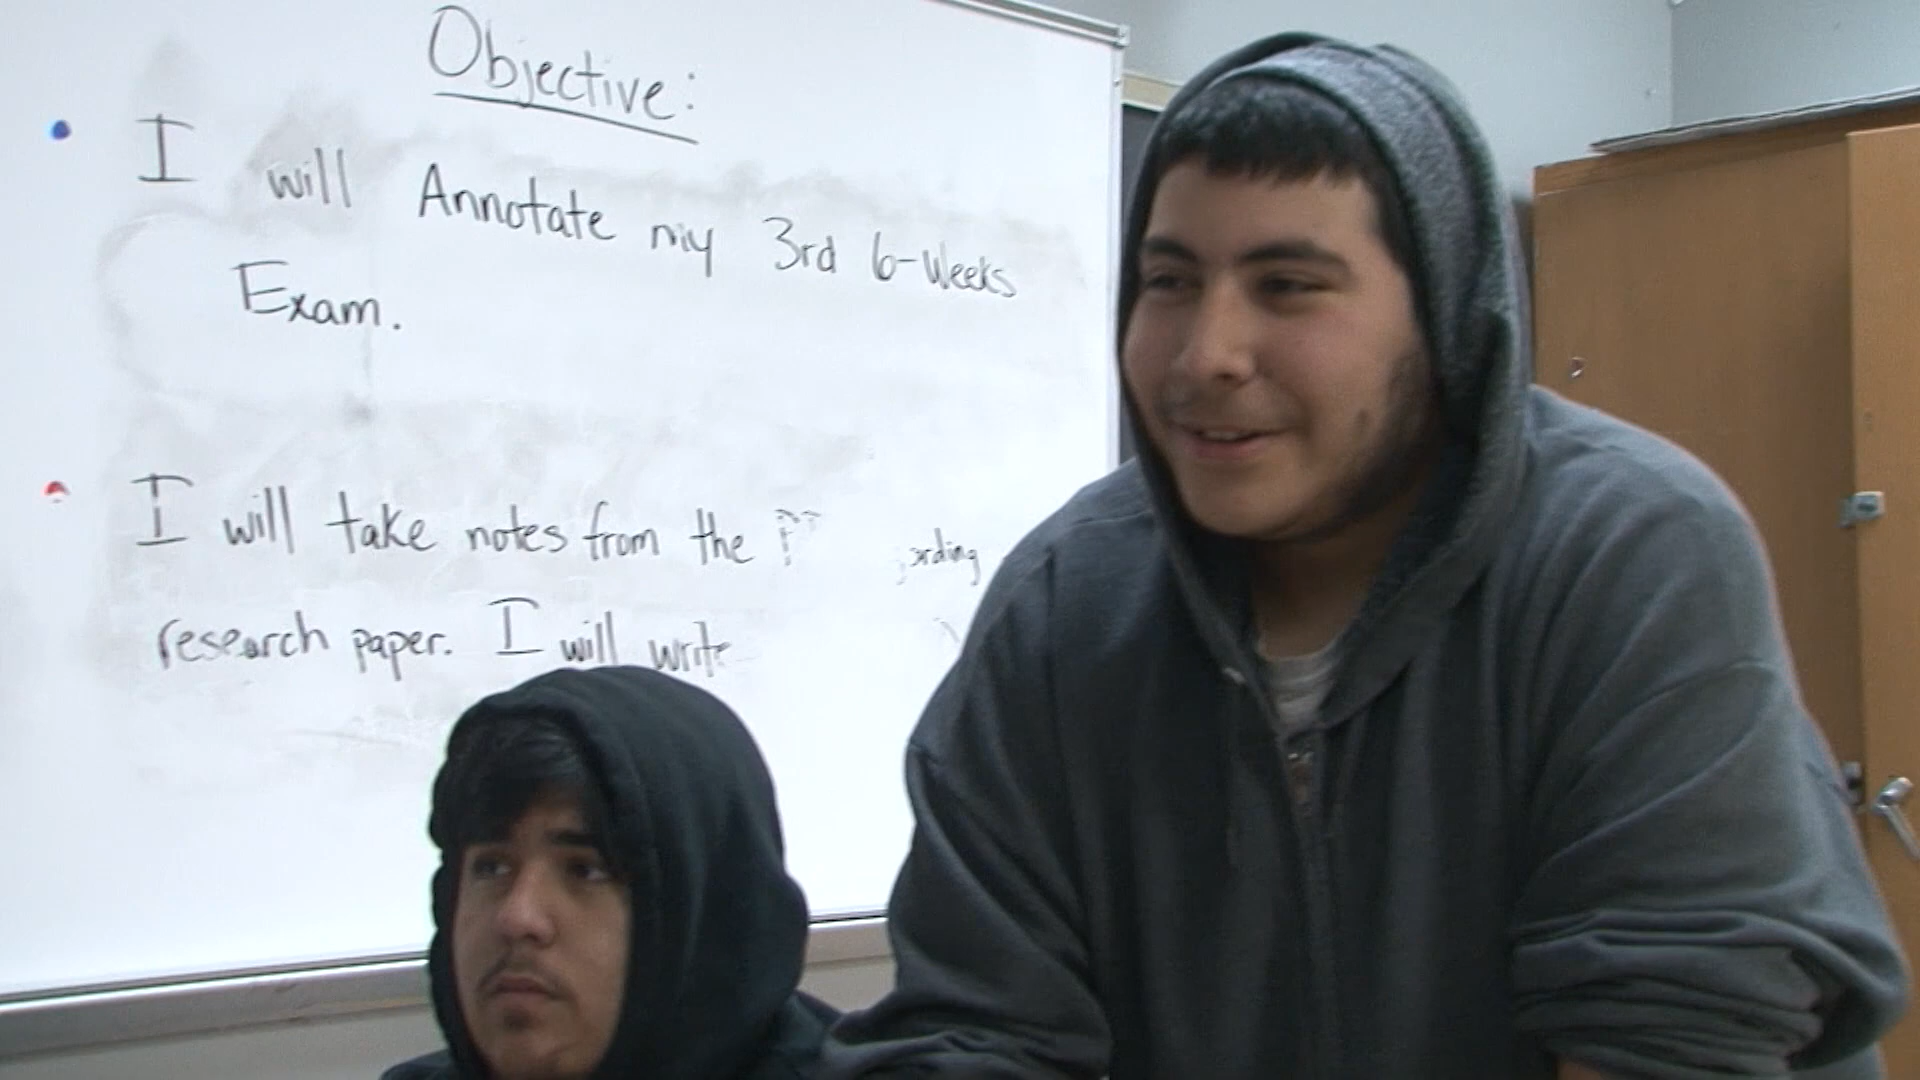 Objective:
I will Annotate my 3rd 6-Weeks
Exam.
I will take notes from the
research paper. I will write